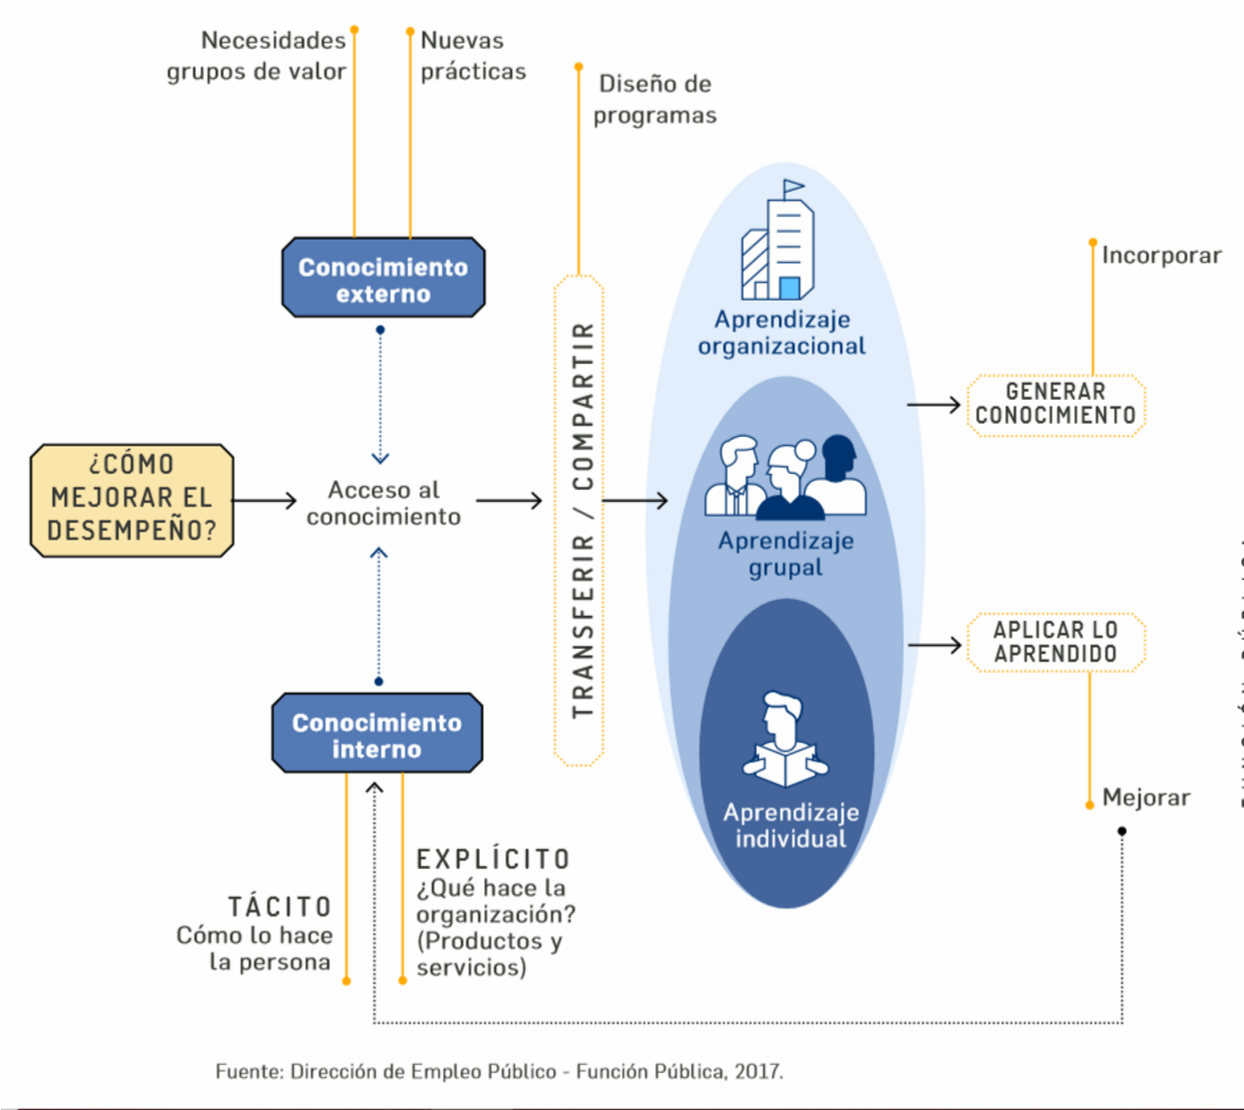 Necesidades
grupos de valor
Nuevas
prácticas
Diseño de
programas
Conocimiento
externo
¿CÓMO
MEJORAR EL
DESEMPEÑO?
Acceso al
conocimiento
TRANSFERIR / COMPARTIR
Aprendizaje
organizacional
Aprendizaje
grupal
Aprendizaje
individual
Incorporar
GENERAR
CONOCIMIENTO
APLICAR LO
APRENDIDO
Mejorar
Conocimiento
interno
TÁCITO
Cómo lo hace
la persona
EXPLÍCITO
¿Qué hace la
organización?
(Productos y
servicios)
Fuente: Dirección de Empleo Público - Función Pública, 2017.